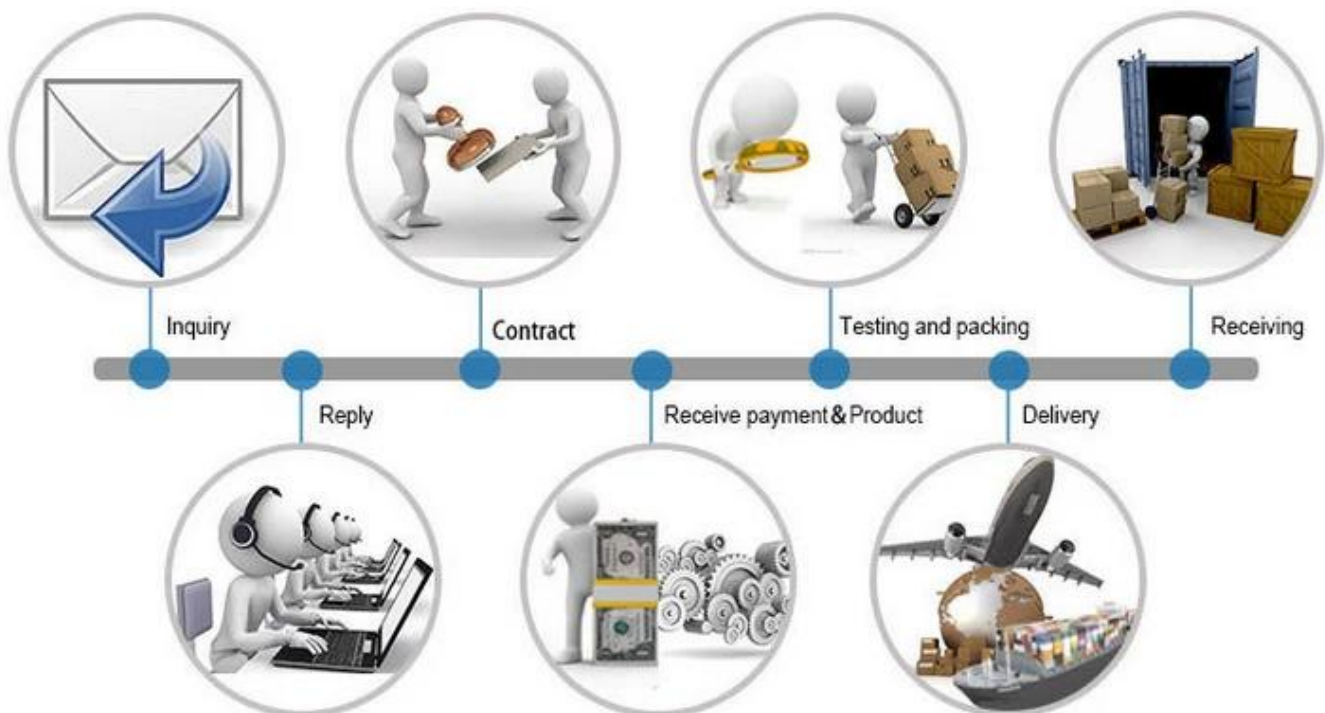 Inquiry
Contract
Testing and packing
Receiving
Reply
Receive payment & Product
Delivery